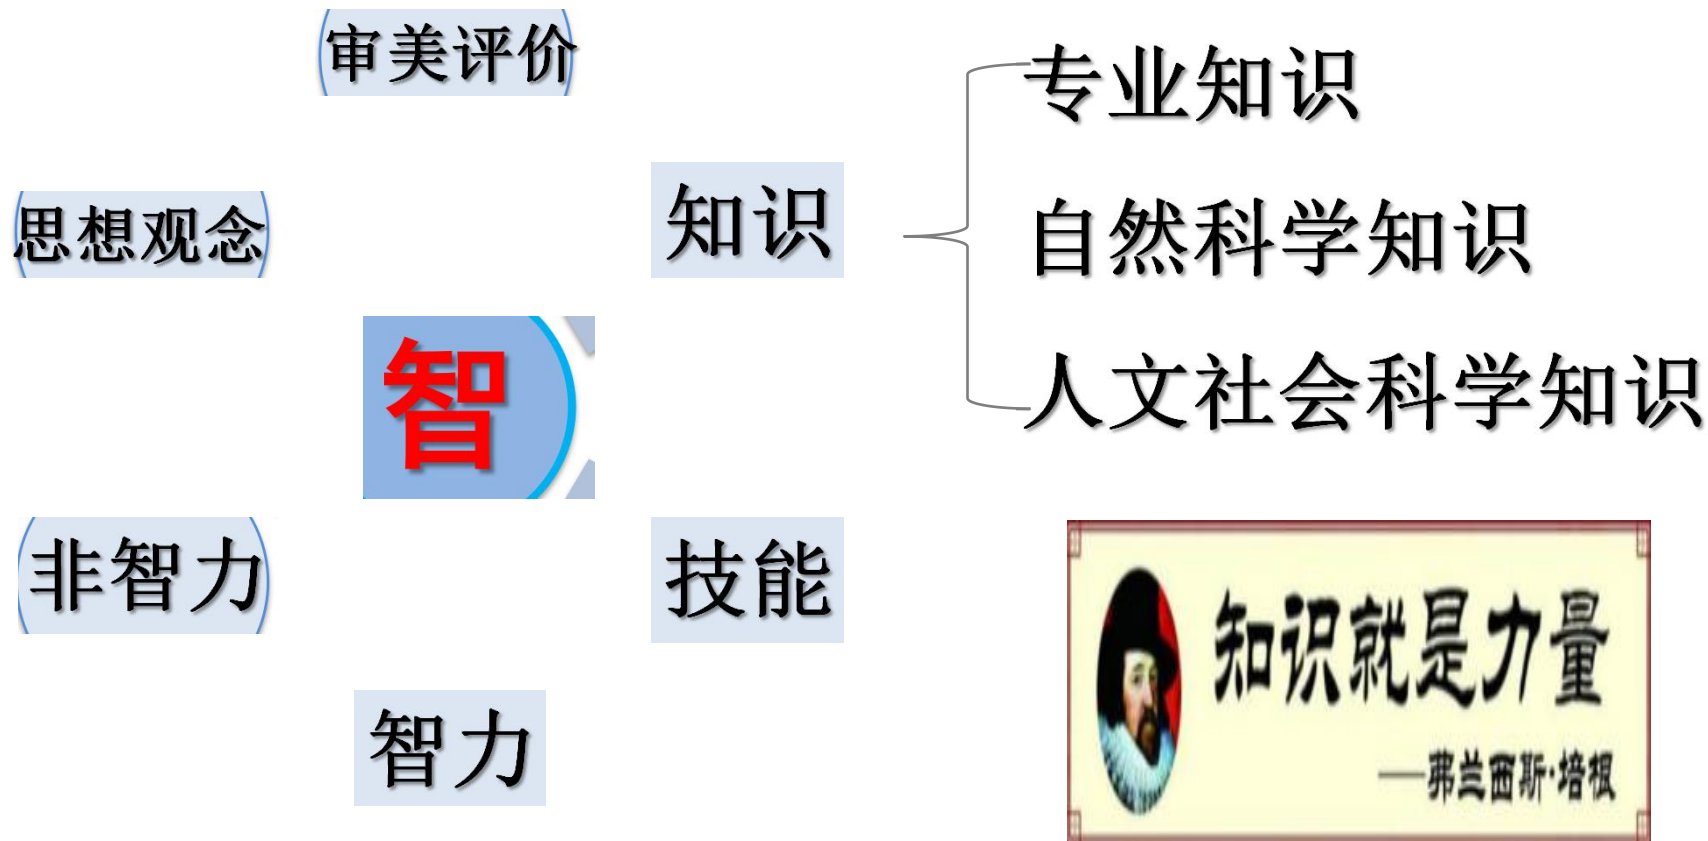 审美评价
思想观念
知识
智
非智力
技能
智力
专业知识
自然科学知识
人文社会科学知识
知识就是力量
——弗兰西斯·培根